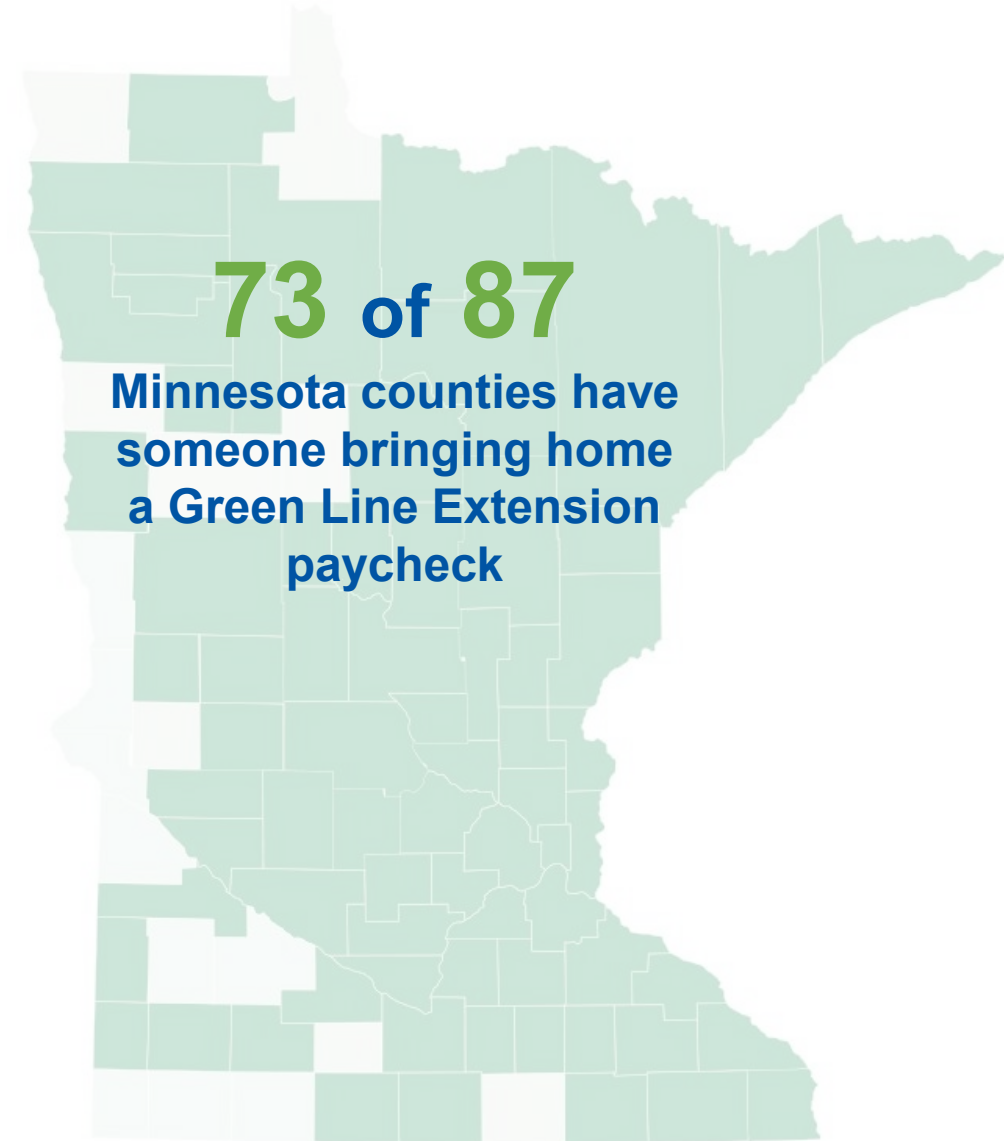 73 of 87
Minnesota counties have
someone bringing home
a Green Line Extension
paycheck